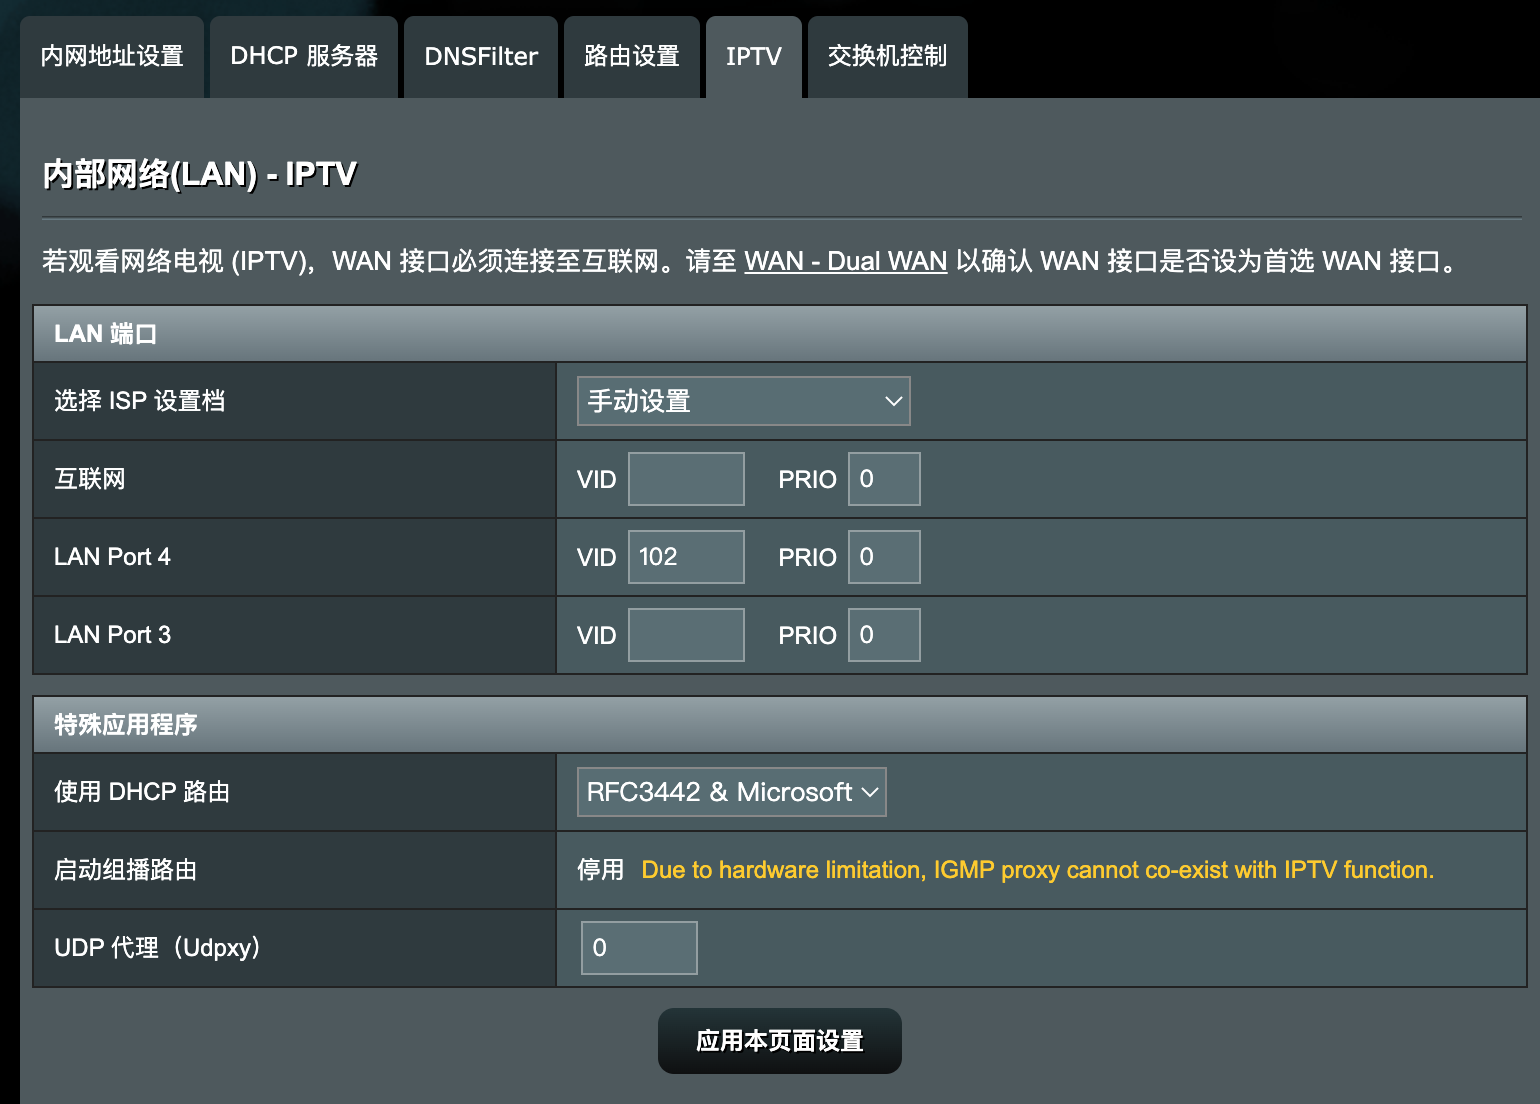 内网地址设置 DHCP 服务器 DNSFilter 路由设置 IPTV 交换机控制
内部网络(LAN) - IPTV
若观看网络电视 (IPTV)，WAN 接口必须连接至互联网。请至 WAN - Dual WAN 以确认 WAN 接口是否设为首选 WAN 接口。
LAN 端口
选择 ISP 设置档 手动设置
互联网 VID PRIO 0
LAN Port 4 VID 102 PRIO 0
LAN Port 3 VID PRIO 0
特殊应用程序
使用 DHCP 路由 RFC3442 & Microsoft
启动组播路由 停用 Due to hardware limitation, IGMP proxy cannot co-exist with IPTV function.
UDP 代理（Udpxy） 0
应用本页面设置